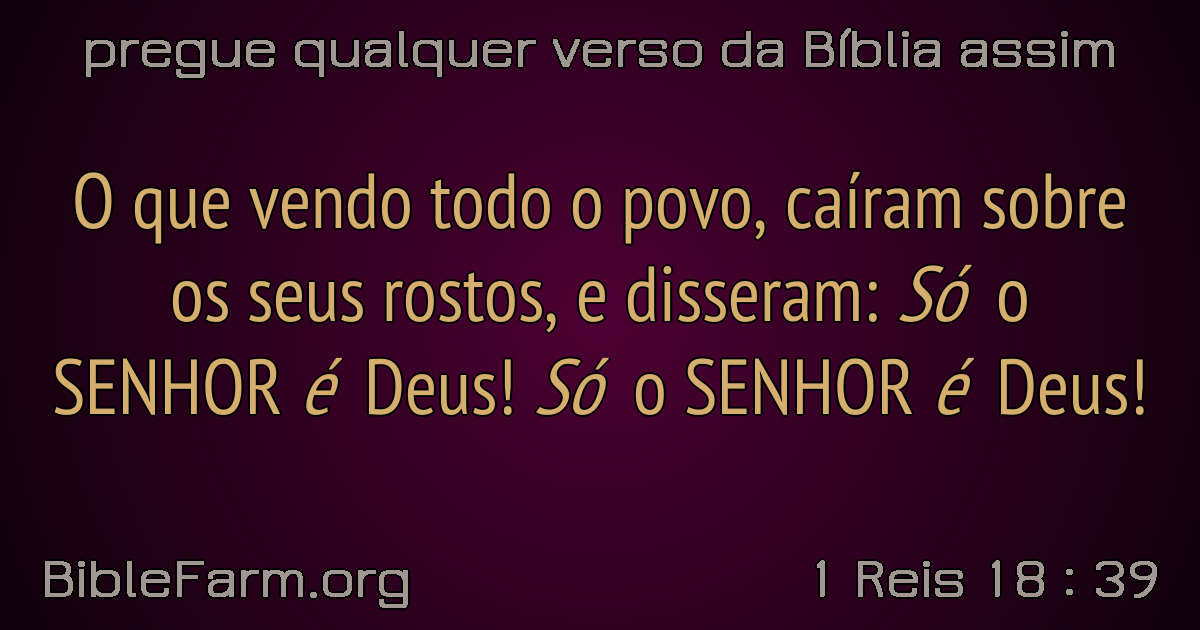 pregue qualquer verso da Bíblia assim
O que vendo todo o povo, caíram sobre
os seus rostos, e disseram: Só o
SENHOR é Deus! Só o SENHOR é Deus!
BibleFarm.org
1 Reis 18 : 39